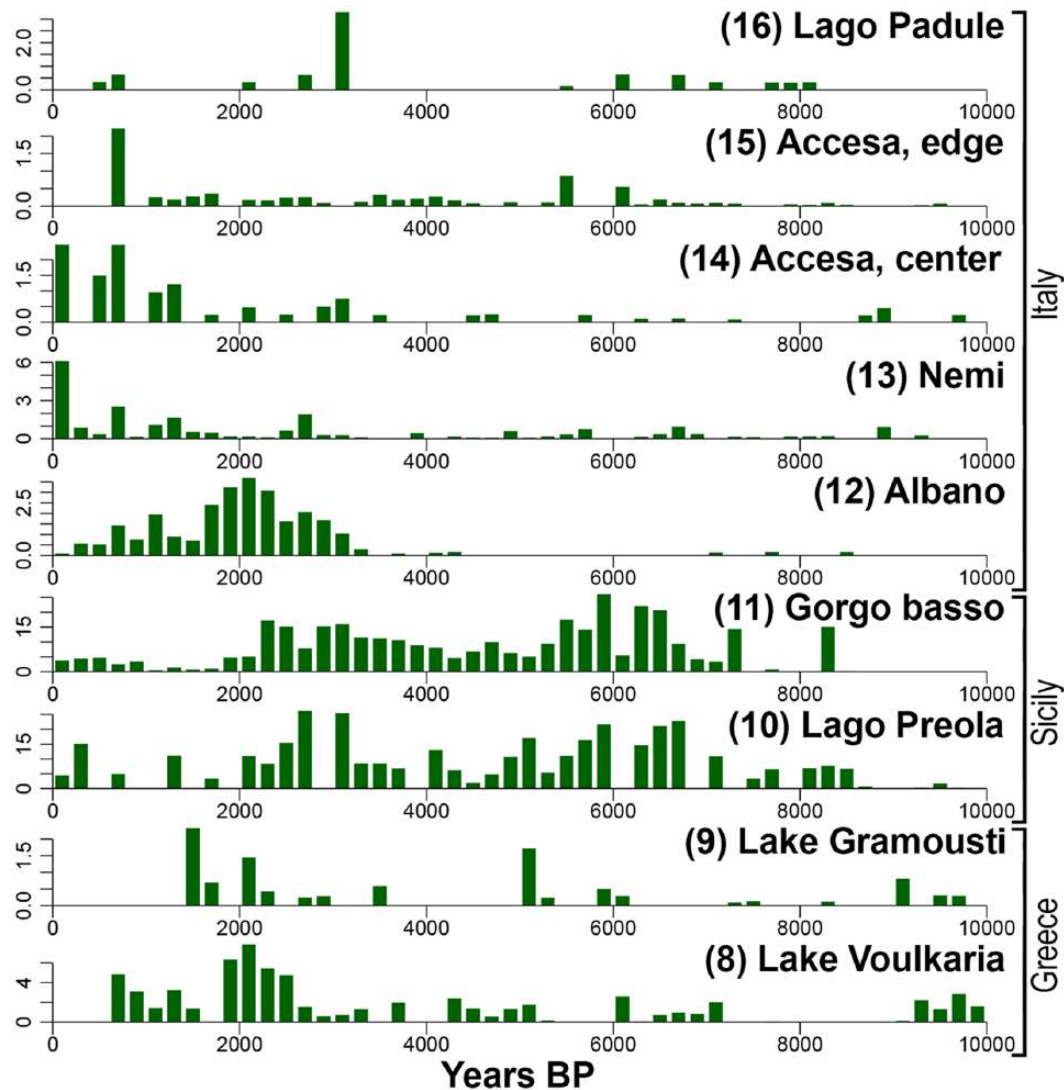 (16) Lago Padule
0.0 2.0
0 2000 4000 6000 8000 10000
(15) Accesa, edge
0.0 1.5
0 2000 4000 6000 8000 10000
(14) Accesa, center
0.0 1.5
0 2000 4000 6000 8000 10000
(13) Nemi
0 3 6
0 2000 4000 6000 8000 10000
(12) Albano
0.0 2.5
0 2000 4000 6000 8000 10000
Italy
(11) Gorgo basso
0 15
0 2000 4000 6000 8000 10000
(10) Lago Preola
0 15
0 2000 4000 6000 8000 10000
Sicily
(9) Lake Gramousti
0.0 1.5
0 2000 4000 6000 8000 10000
(8) Lake Voulkaria
0 4
0 2000 4000 6000 8000 10000
Greece
Years BP